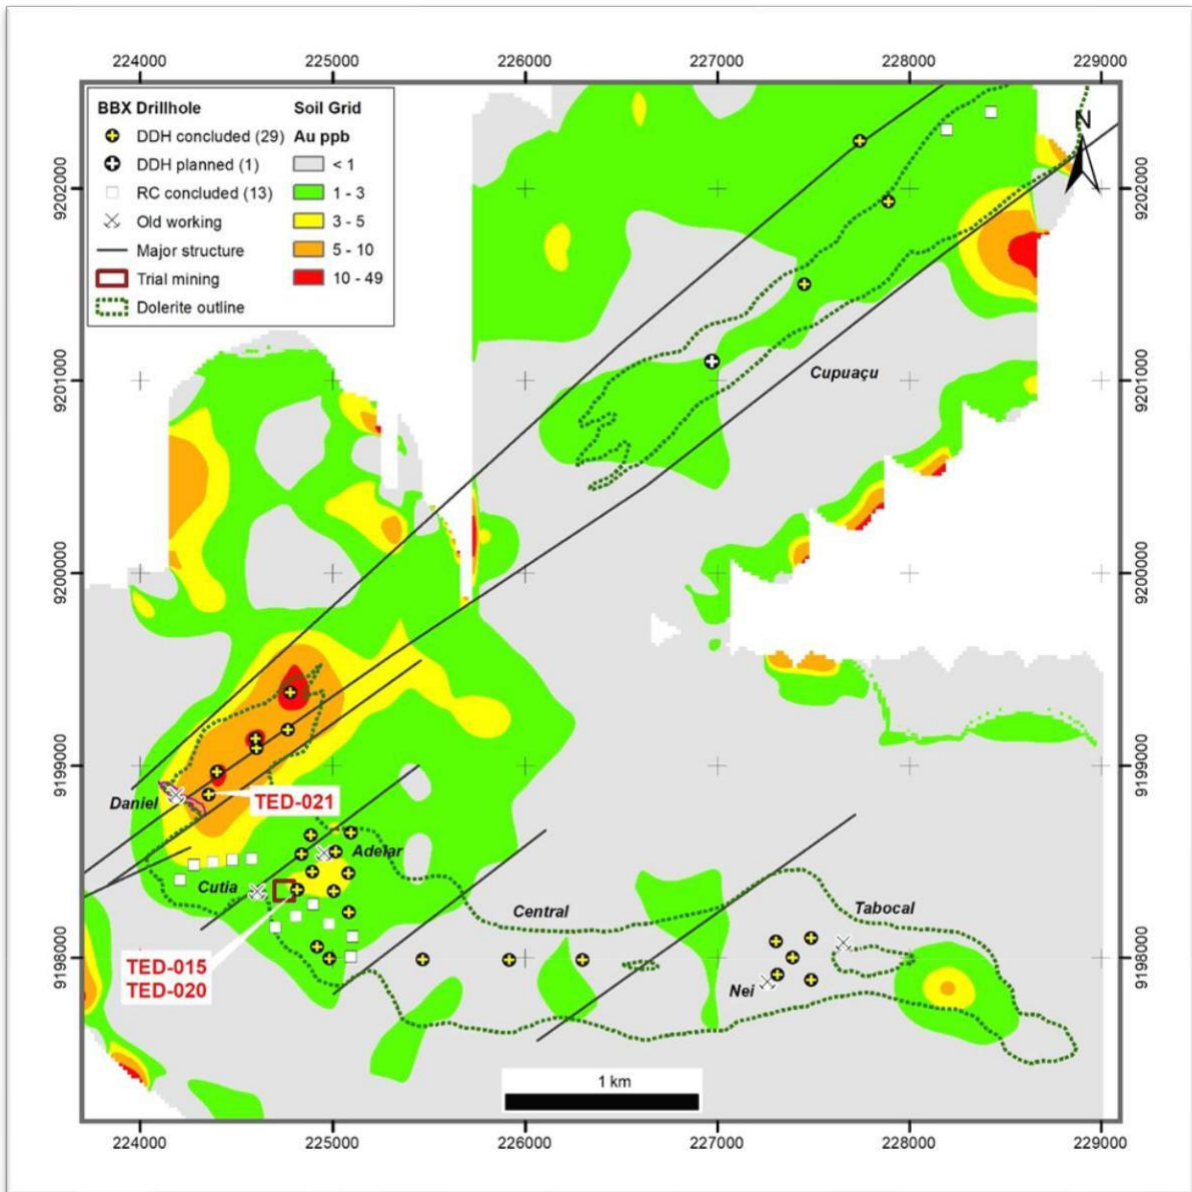 224000 225000 226000 227000 228000 229000
BBX Drillhole
DDH concluded (29)
DDH planned (1)
RC concluded (13)
Old working
Major structure
Trial mining
Dolerite outline
Soil Grid
Au ppb
< 1
1 - 3
3 - 5
5 - 10
10 - 49
N
9202000
9202000
Cupuaçu
9201000
9201000
9200000
9200000
9199000
9199000
Daniel
TED-021
Adelar
Cutia
Central
Tabocal
TED-015
TED-020
Nei
9198000
9198000
1 km
224000 225000 226000 227000 228000 229000